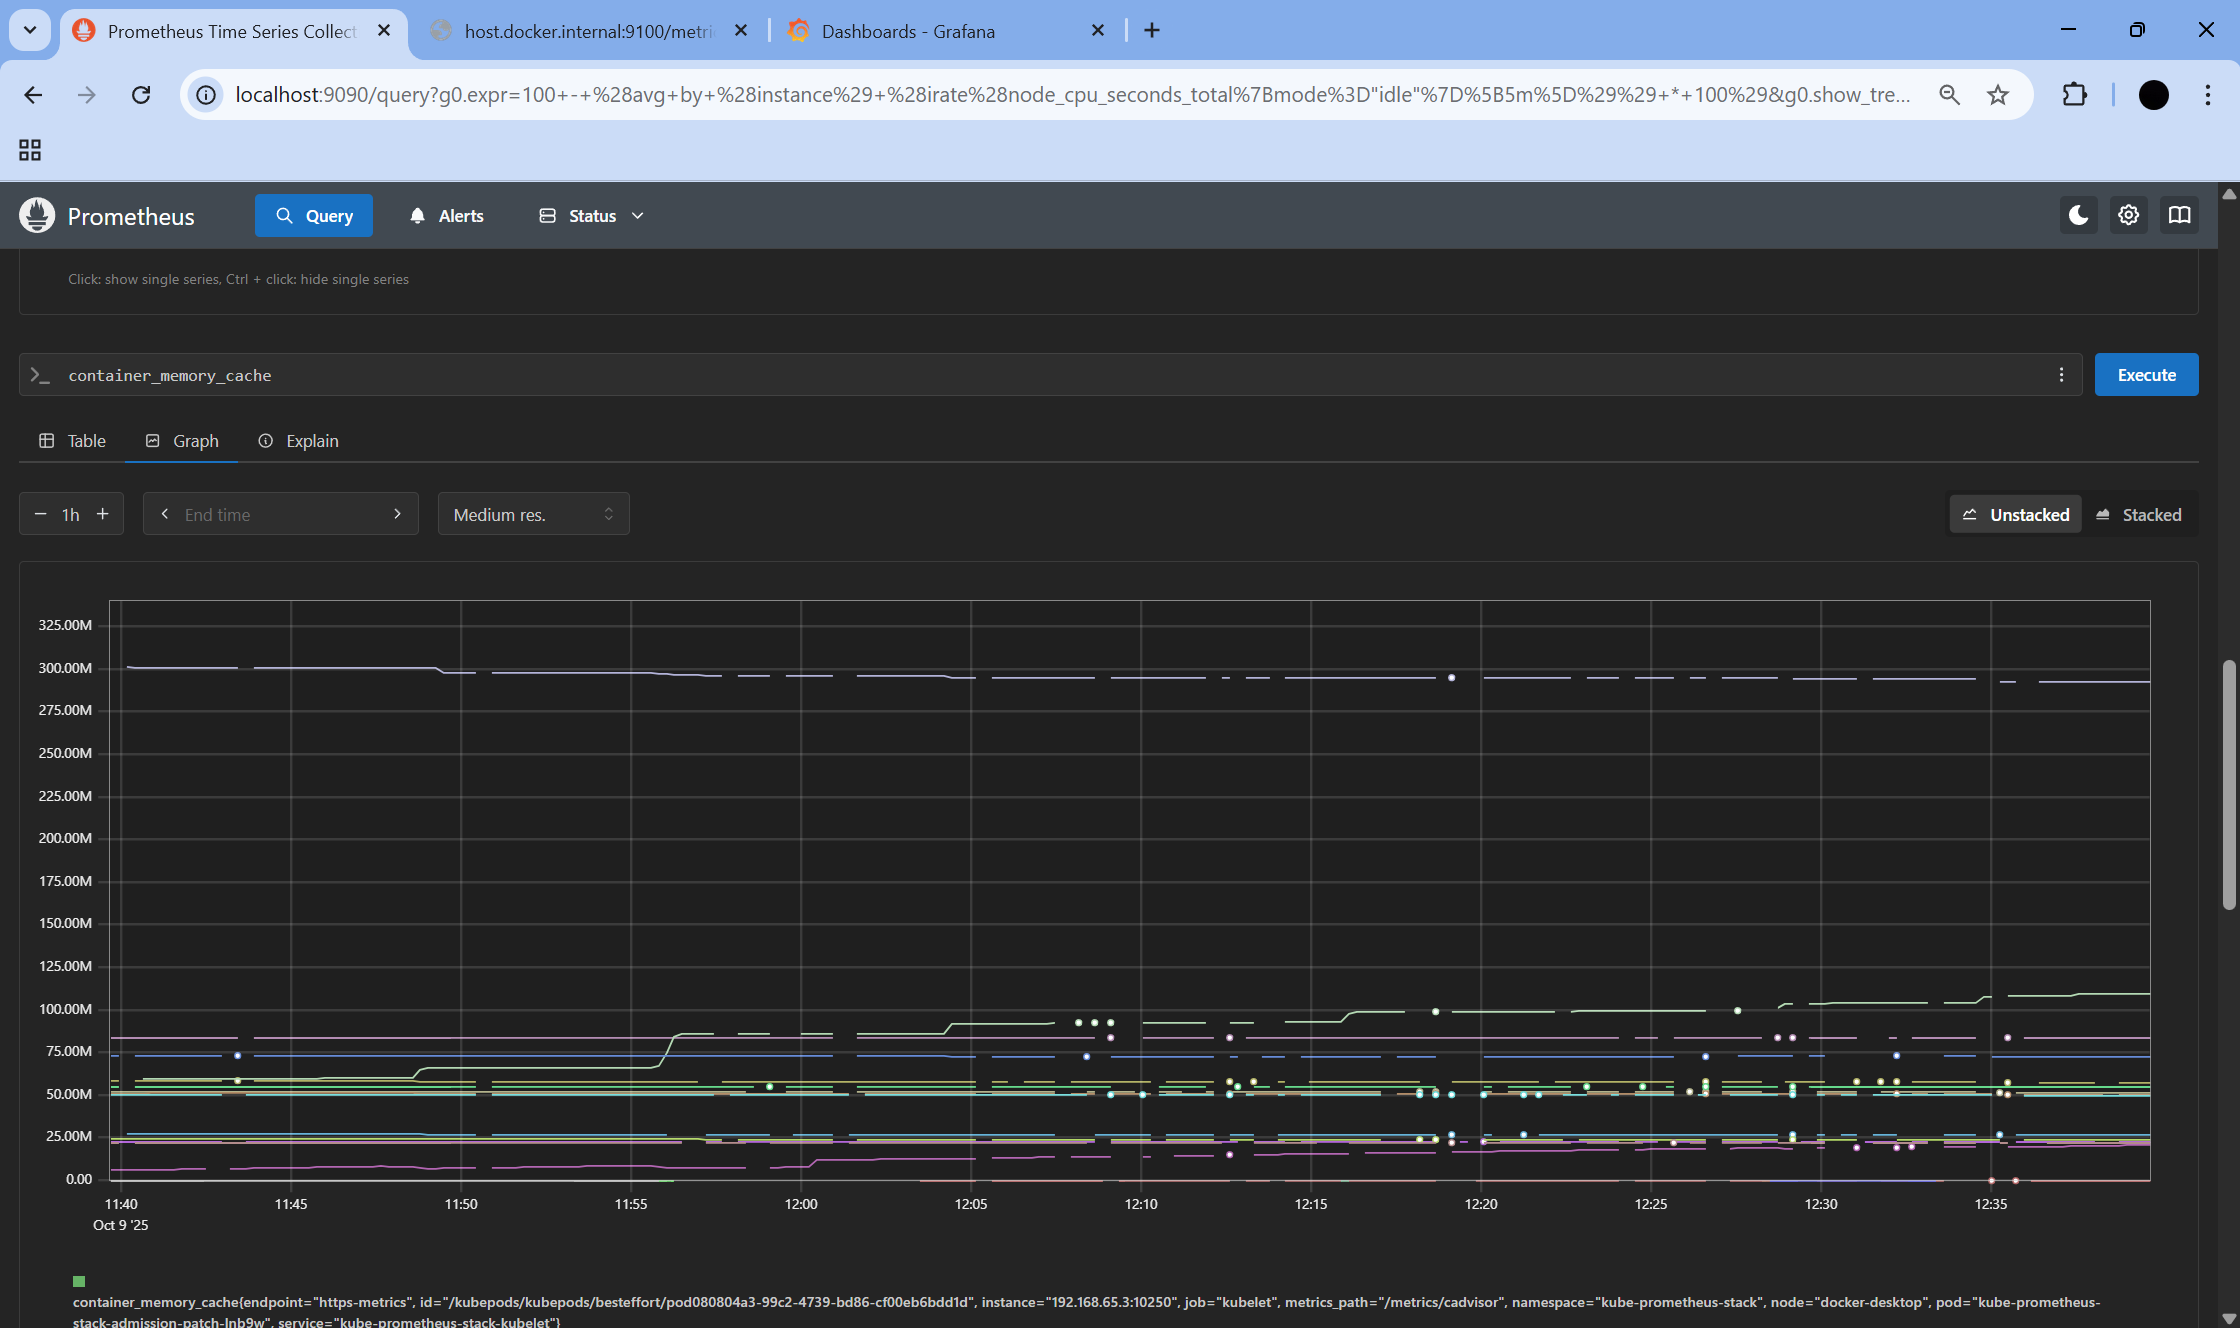 Prometheus Time Series Collect
host.docker.internal:9100/metri
Dashboards - Grafana
localhost:9090/query?g0.expr=100+-+%28avg+by+%28instance%29+%28irate%28node_cpu_seconds_total%7Bmode%3D"idle"%7D%5B5m%5D%29%29+*+100%29&g0.show_tre...
Prometheus
Query
Alerts
Status
Click: show single series, Ctrl + click: hide single series
container_memory_cache
Execute
Table
Graph
Explain
1h
End time
Medium res.
Unstacked
Stacked
325.00M
300.00M
275.00M
250.00M
225.00M
200.00M
175.00M
150.00M
125.00M
100.00M
75.00M
50.00M
25.00M
0.00
11:40 11:45 11:50 11:55 12:00 12:05 12:10 12:15 12:20 12:25 12:30 12:35
Oct 9 '25
container_memory_cache{endpoint="https-metrics", id="/kubepods/kubepods/besteffort/pod080804a3-99c2-4739-bd86-cf00eb6bdd1d", instance="192.168.65.3:10250", job="kubelet", metrics_path="/metrics/cadvisor", namespace="kube-prometheus-stack", node="docker-desktop", pod="kube-prometheus-
stack-admission-patch-lnb9w", service="kube-prometheus-stack-kubelet"}